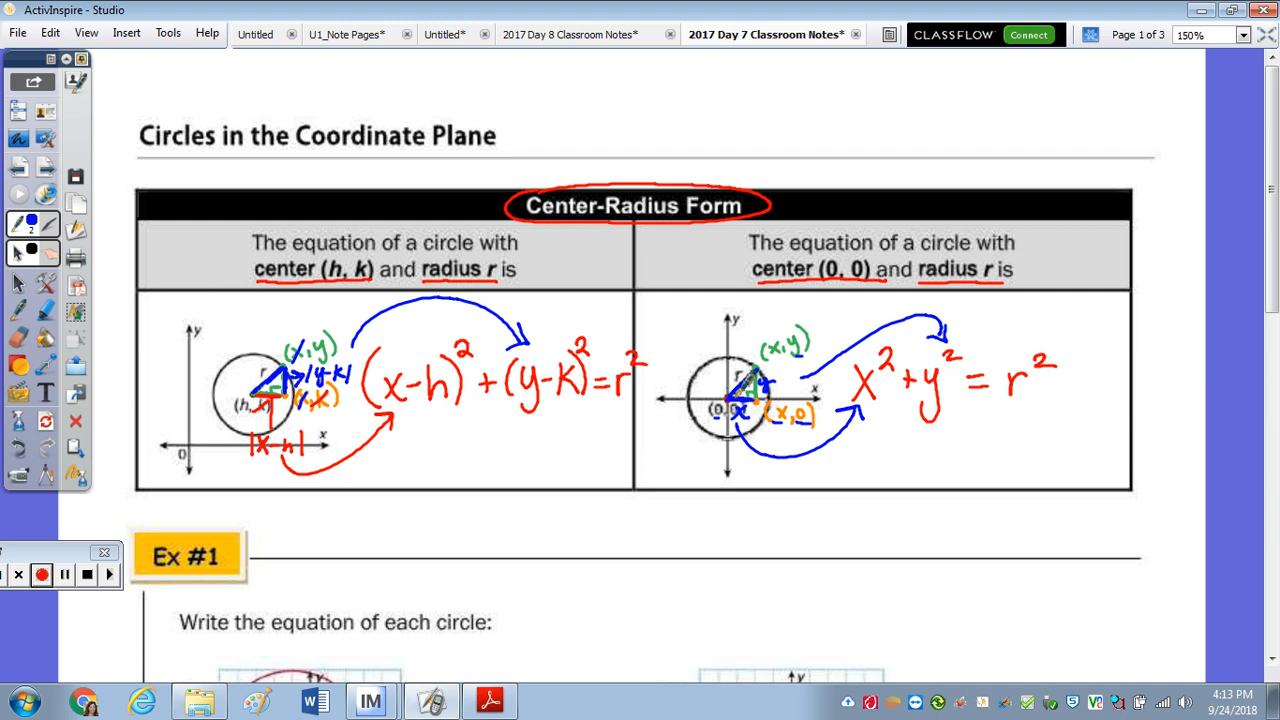 ActivInspire - Studio
File Edit View Insert Tools Help Untitled U1_Note Pages* Untitled* 2017 Day 8 Classroom Notes* 2017 Day 7 Classroom Notes* CLASSFLOW Connect Page 1 of 3 150%
2
Circles in the Coordinate Plane
Center-Radius Form
The equation of a circle with
center (h, k) and radius r is
The equation of a circle with
center (0, 0) and radius r is
y
(x,y)
r
|y-k|
(h, k)
(x,k)
|x-h|
0
x
(x-h)² + (y-k)² = r²
y
(x,y)
r
y
x
(0, 0)
x
(x,0)
x² + y² = r²
Ex #1
Write the equation of each circle:
y
y
IM
4:13 PM
9/24/2018